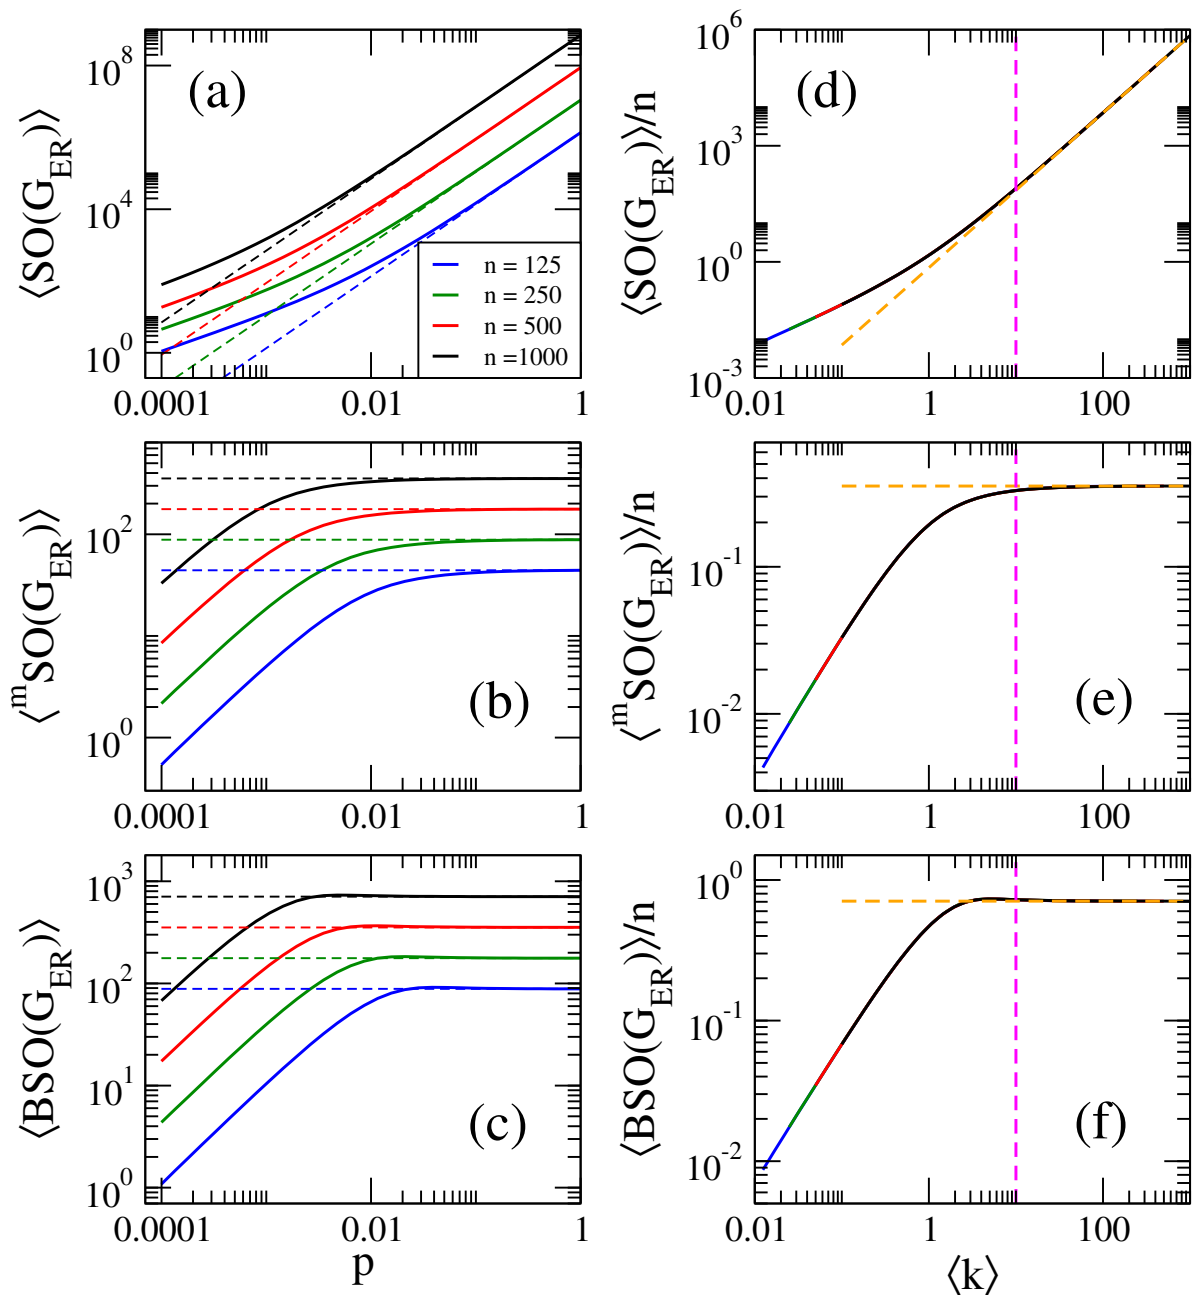 ⟨SO(G_ER)⟩
10^8
10^4
10^0
(a)
n = 125
n = 250
n = 500
n =1000
0.0001
0.01
1
⟨SO(G_ER)⟩/n
10^6
10^3
10^0
10^-3
(d)
0.01
1
100
⟨^mSO(G_ER)⟩
10^2
10^0
(b)
0.0001
0.01
1
⟨^mSO(G_ER)⟩/n
10^-1
10^-2
(e)
0.01
1
100
⟨BSO(G_ER)⟩
10^3
10^2
10^1
10^0
(c)
0.0001
0.01
1
p
⟨BSO(G_ER)⟩/n
10^0
10^-1
10^-2
(f)
0.01
1
100
⟨k⟩